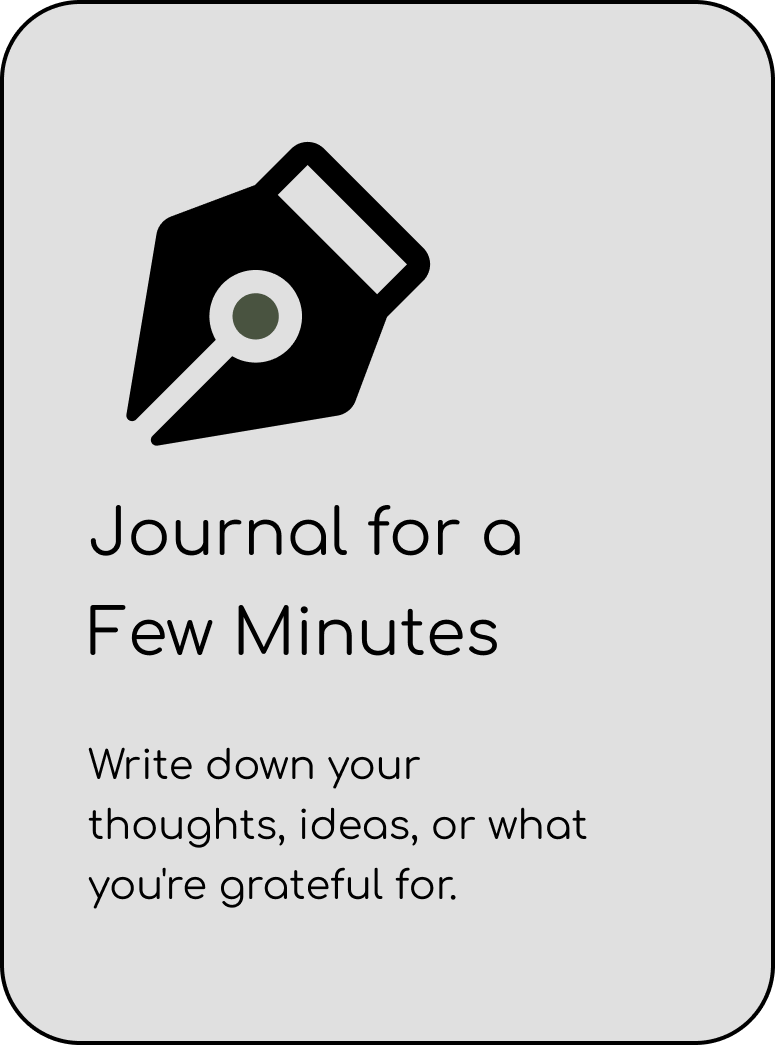 Journal for a
Few Minutes
Write down your
thoughts, ideas, or what
you're grateful for.